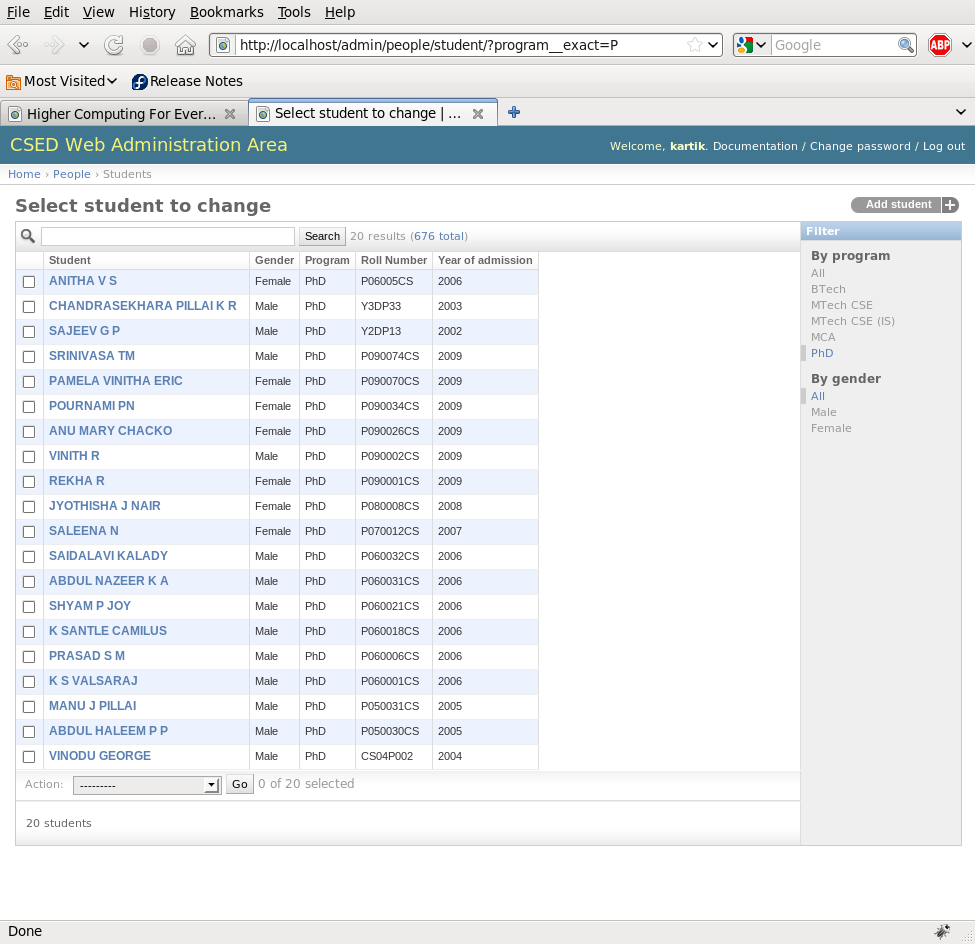 File Edit View History Bookmarks Tools Help
http://localhost/admin/people/student/?program__exact=P Google ABP
Most Visited Release Notes
Higher Computing For Ever... Select student to change | ...
CSED Web Administration Area Welcome, kartik. Documentation / Change password / Log out
Home › People › Students
Select student to change Add student +
Search 20 results (676 total) Filter
Student Gender Program Roll Number Year of admission
ANITHA V S Female PhD P06005CS 2006
CHANDRASEKHARA PILLAI K R Male PhD Y3DP33 2003
SAJEEV G P Male PhD Y2DP13 2002
SRINIVASA TM Male PhD P090074CS 2009
PAMELA VINITHA ERIC Female PhD P090070CS 2009
POURNAMI PN Female PhD P090034CS 2009
ANU MARY CHACKO Female PhD P090026CS 2009
VINITH R Male PhD P090002CS 2009
REKHA R Female PhD P090001CS 2009
JYOTHISHA J NAIR Female PhD P080008CS 2008
SALEENA N Female PhD P070012CS 2007
SAIDALAVI KALADY Male PhD P060032CS 2006
ABDUL NAZEER K A Male PhD P060031CS 2006
SHYAM P JOY Male PhD P060021CS 2006
K SANTLE CAMILUS Male PhD P060018CS 2006
PRASAD S M Male PhD P060006CS 2006
K S VALSARAJ Male PhD P060001CS 2006
MANU J PILLAI Male PhD P050031CS 2005
ABDUL HALEEM P P Male PhD P050030CS 2005
VINODU GEORGE Male PhD CS04P002 2004
Action: --------- Go 0 of 20 selected
20 students
By program
All
BTech
MTech CSE
MTech CSE (IS)
MCA
PhD
By gender
All
Male
Female
Done